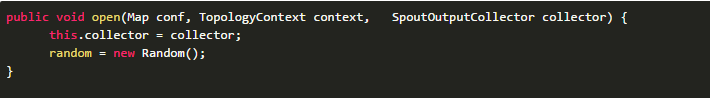 public void open(Map conf, TopologyContext context,   SpoutOutputCollector collector) {
      this.collector = collector;
      random = new Random();
}